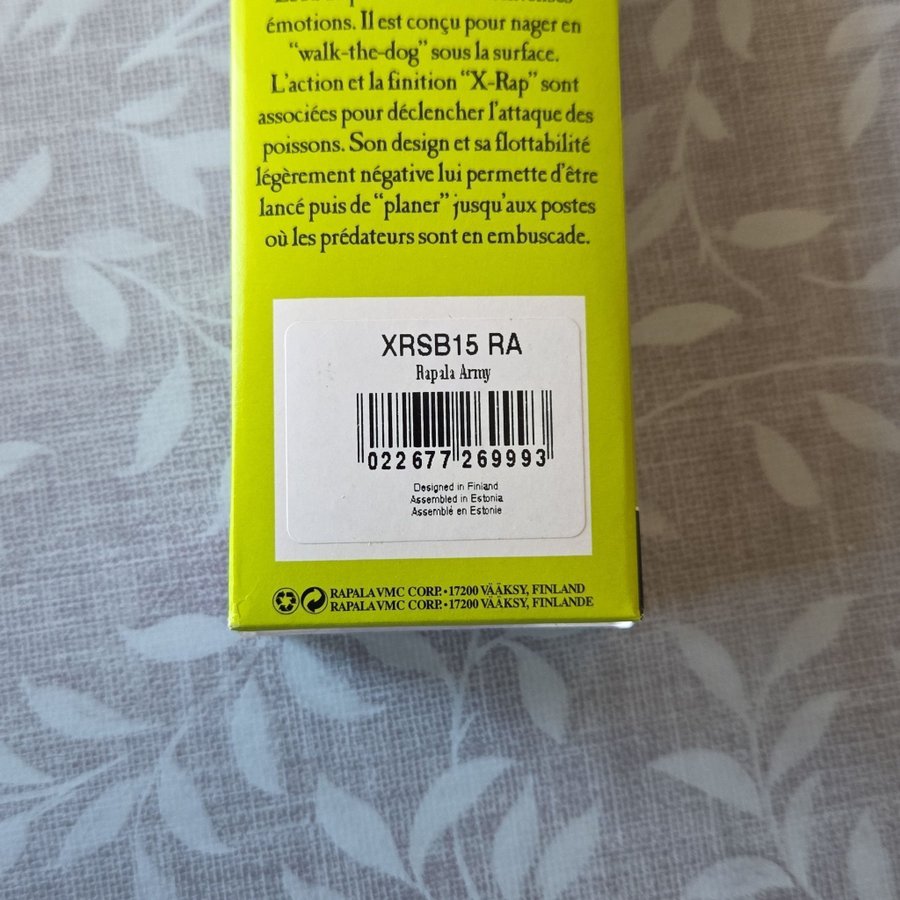 émotions. Il est conçu pour nager en
“walk-the-dog” sous la surface.
L'action et la finition “X-Rap” sont
associées pour déclencher l'attaque des
poissons. Son design et sa flottabilité
légèrement négative lui permette d'être
lancé puis de “planer” jusqu'aux postes
où les prédateurs sont en embuscade.
XRSB15 RA
Rapala Army
022677 269993
Designed in Finland
Assembled in Estonia
Assemblé en Estonie
RAPALA VMC CORP. • 17200 VÄÄKSY, FINLAND
RAPALA VMC CORP. • 17200 VÄÄKSY, FINLANDE